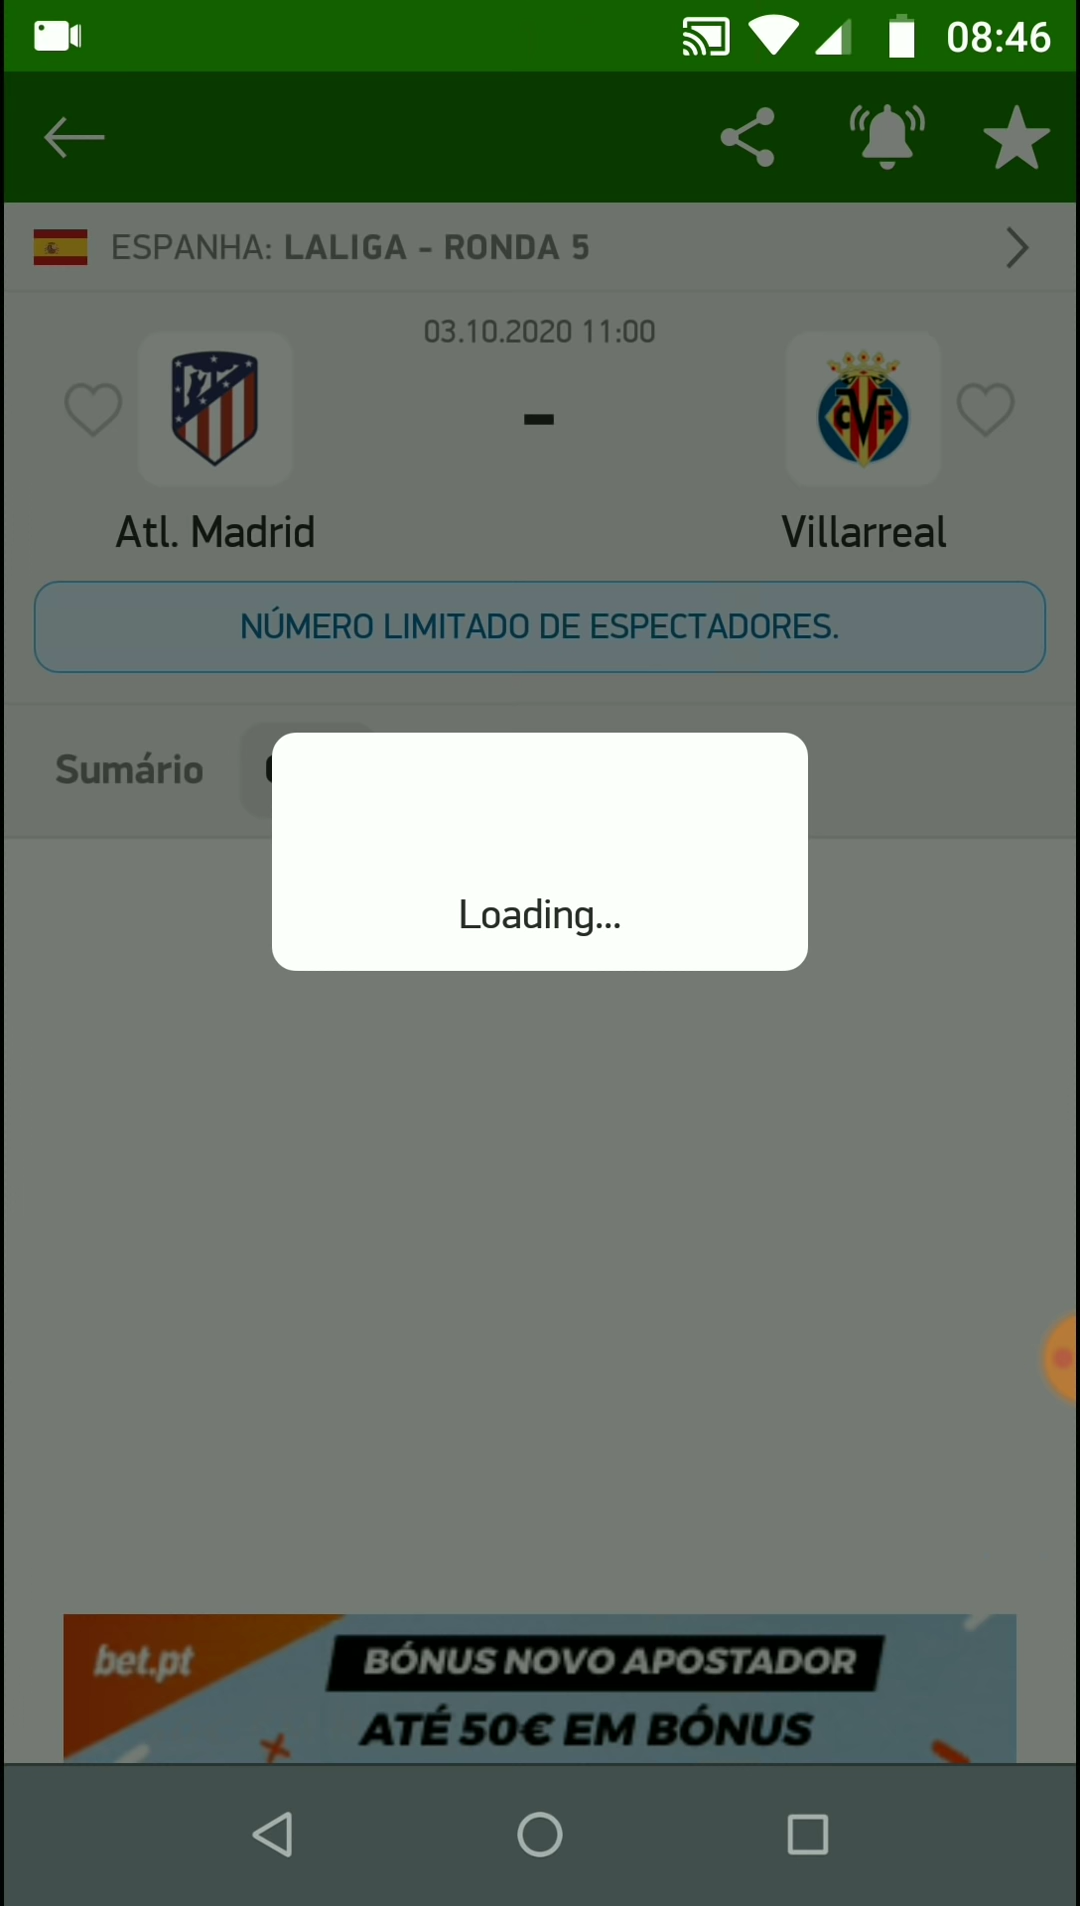 08:46
ESPANHA: LALIGA - RONDA 5
03.10.2020 11:00
-
Atl. Madrid
Villarreal
NÚMERO LIMITADO DE ESPECTADORES.
Sumário
Loading...
bet.pt
BÓNUS NOVO APOSTADOR
ATÉ 50€ EM BÓNUS